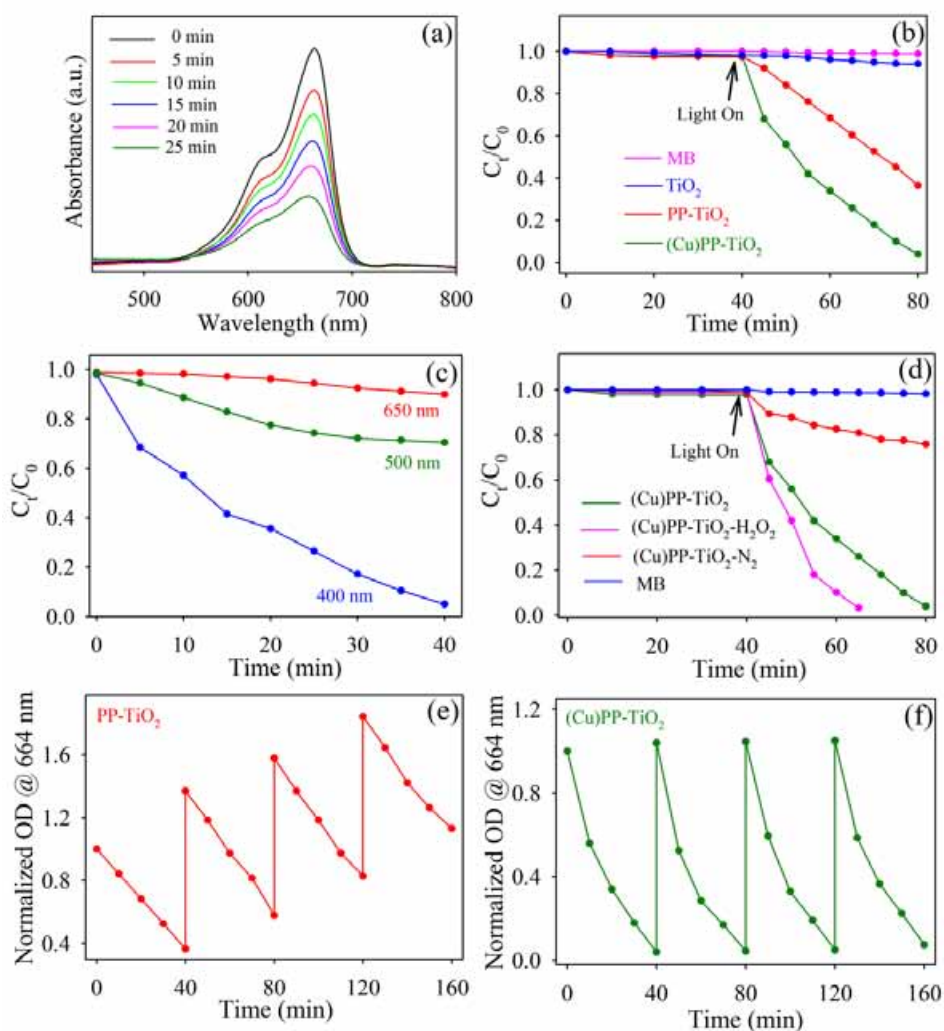 (a)
0 min
5 min
10 min
15 min
20 min
25 min
Absorbance (a.u.)
500 600 700 800
Wavelength (nm)
(b)
1.0
0.8
0.6
0.4
0.2
0.0
Cₜ/C₀
Light On
MB
TiO₂
PP-TiO₂
(Cu)PP-TiO₂
0 20 40 60 80
Time (min)
(c)
1.0
0.8
0.6
0.4
0.2
0.0
Cₜ/C₀
650 nm
500 nm
400 nm
0 10 20 30 40
Time (min)
(d)
1.0
0.8
0.6
0.4
0.2
0.0
Cₜ/C₀
Light On
(Cu)PP-TiO₂
(Cu)PP-TiO₂-H₂O₂
(Cu)PP-TiO₂-N₂
MB
0 20 40 60 80
Time (min)
PP-TiO₂
(e)
1.6
1.2
0.8
0.4
Normalized OD @ 664 nm
0 40 80 120 160
Time (min)
(Cu)PP-TiO₂
(f)
1.2
0.8
0.4
0.0
Normalized OD @ 664 nm
0 40 80 120 160
Time (min)